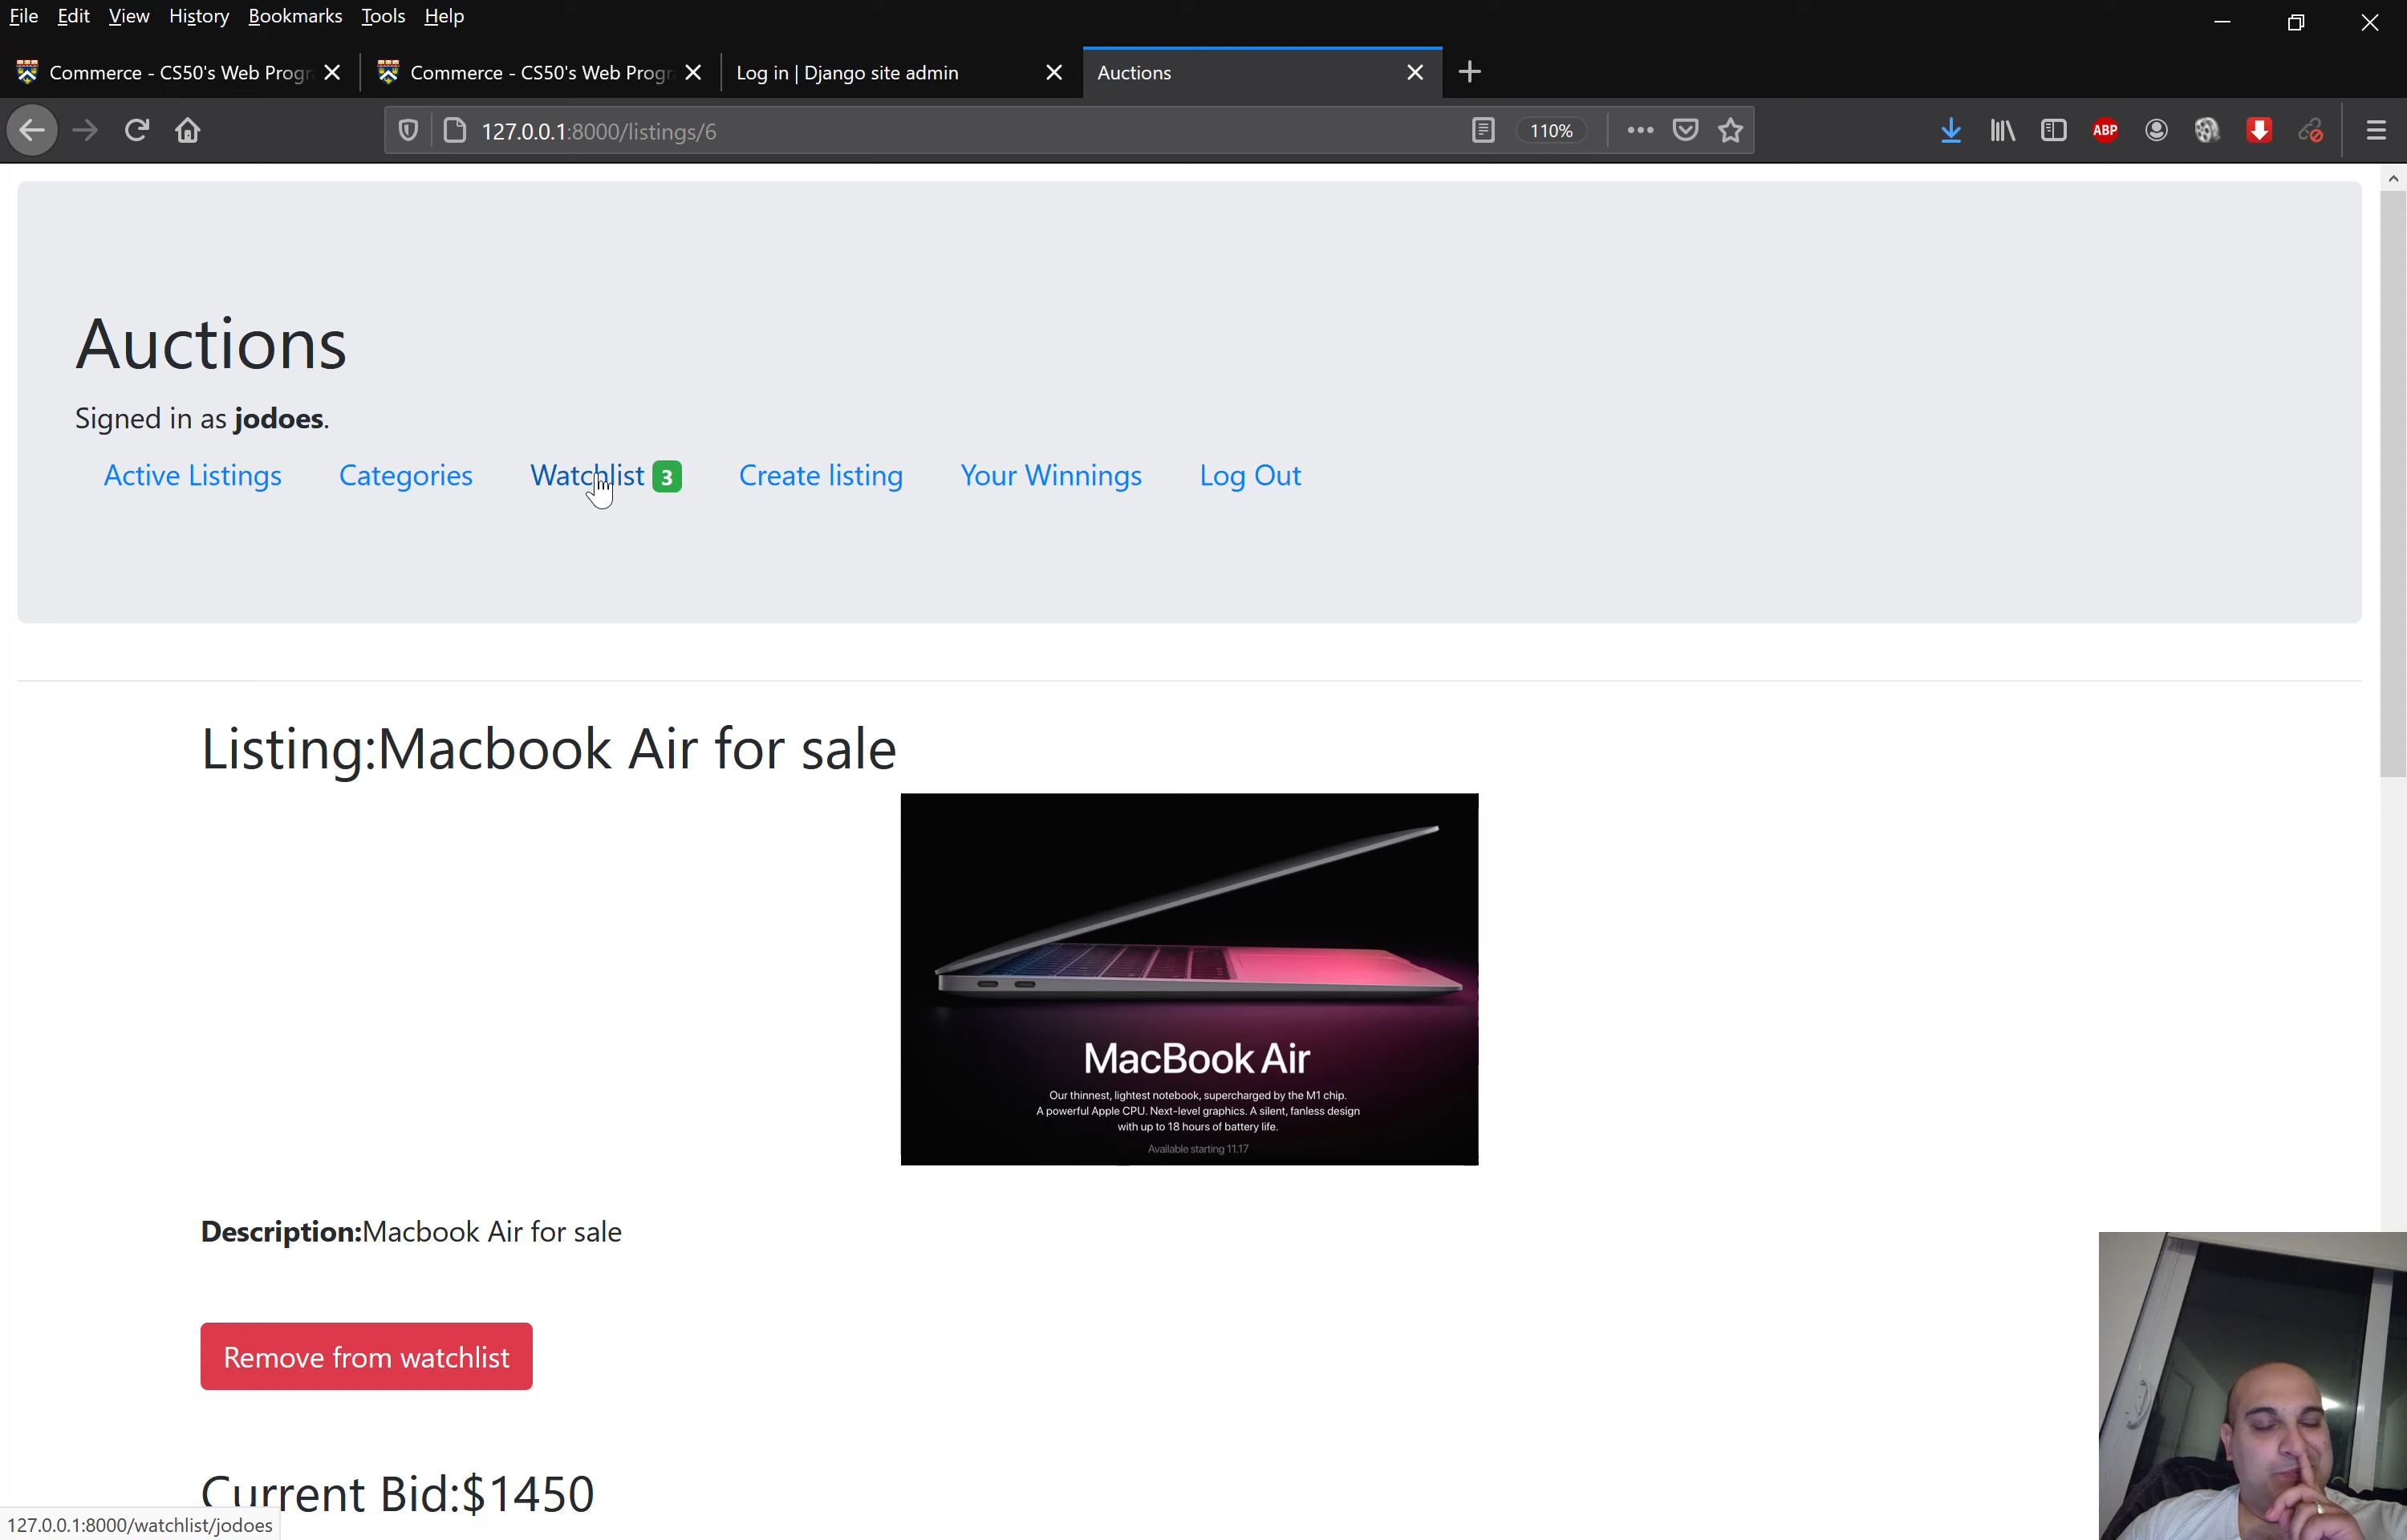 File Edit View History Bookmarks Tools Help
Commerce - CS50's Web Progr
Commerce - CS50's Web Progr
Log in | Django site admin
Auctions
127.0.0.1:8000/listings/6
110%
ABP
Auctions
Signed in as jodoes.
Active Listings
Categories
Watchlist 3
Create listing
Your Winnings
Log Out
Listing:Macbook Air for sale
MacBook Air
Our thinnest, lightest notebook, supercharged by the M1 chip.
A powerful Apple CPU. Next-level graphics. A silent, fanless design
with up to 18 hours of battery life.
Available starting 11.17
Description:Macbook Air for sale
Remove from watchlist
Current Bid:$1450
127.0.0.1:8000/watchlist/jodoes